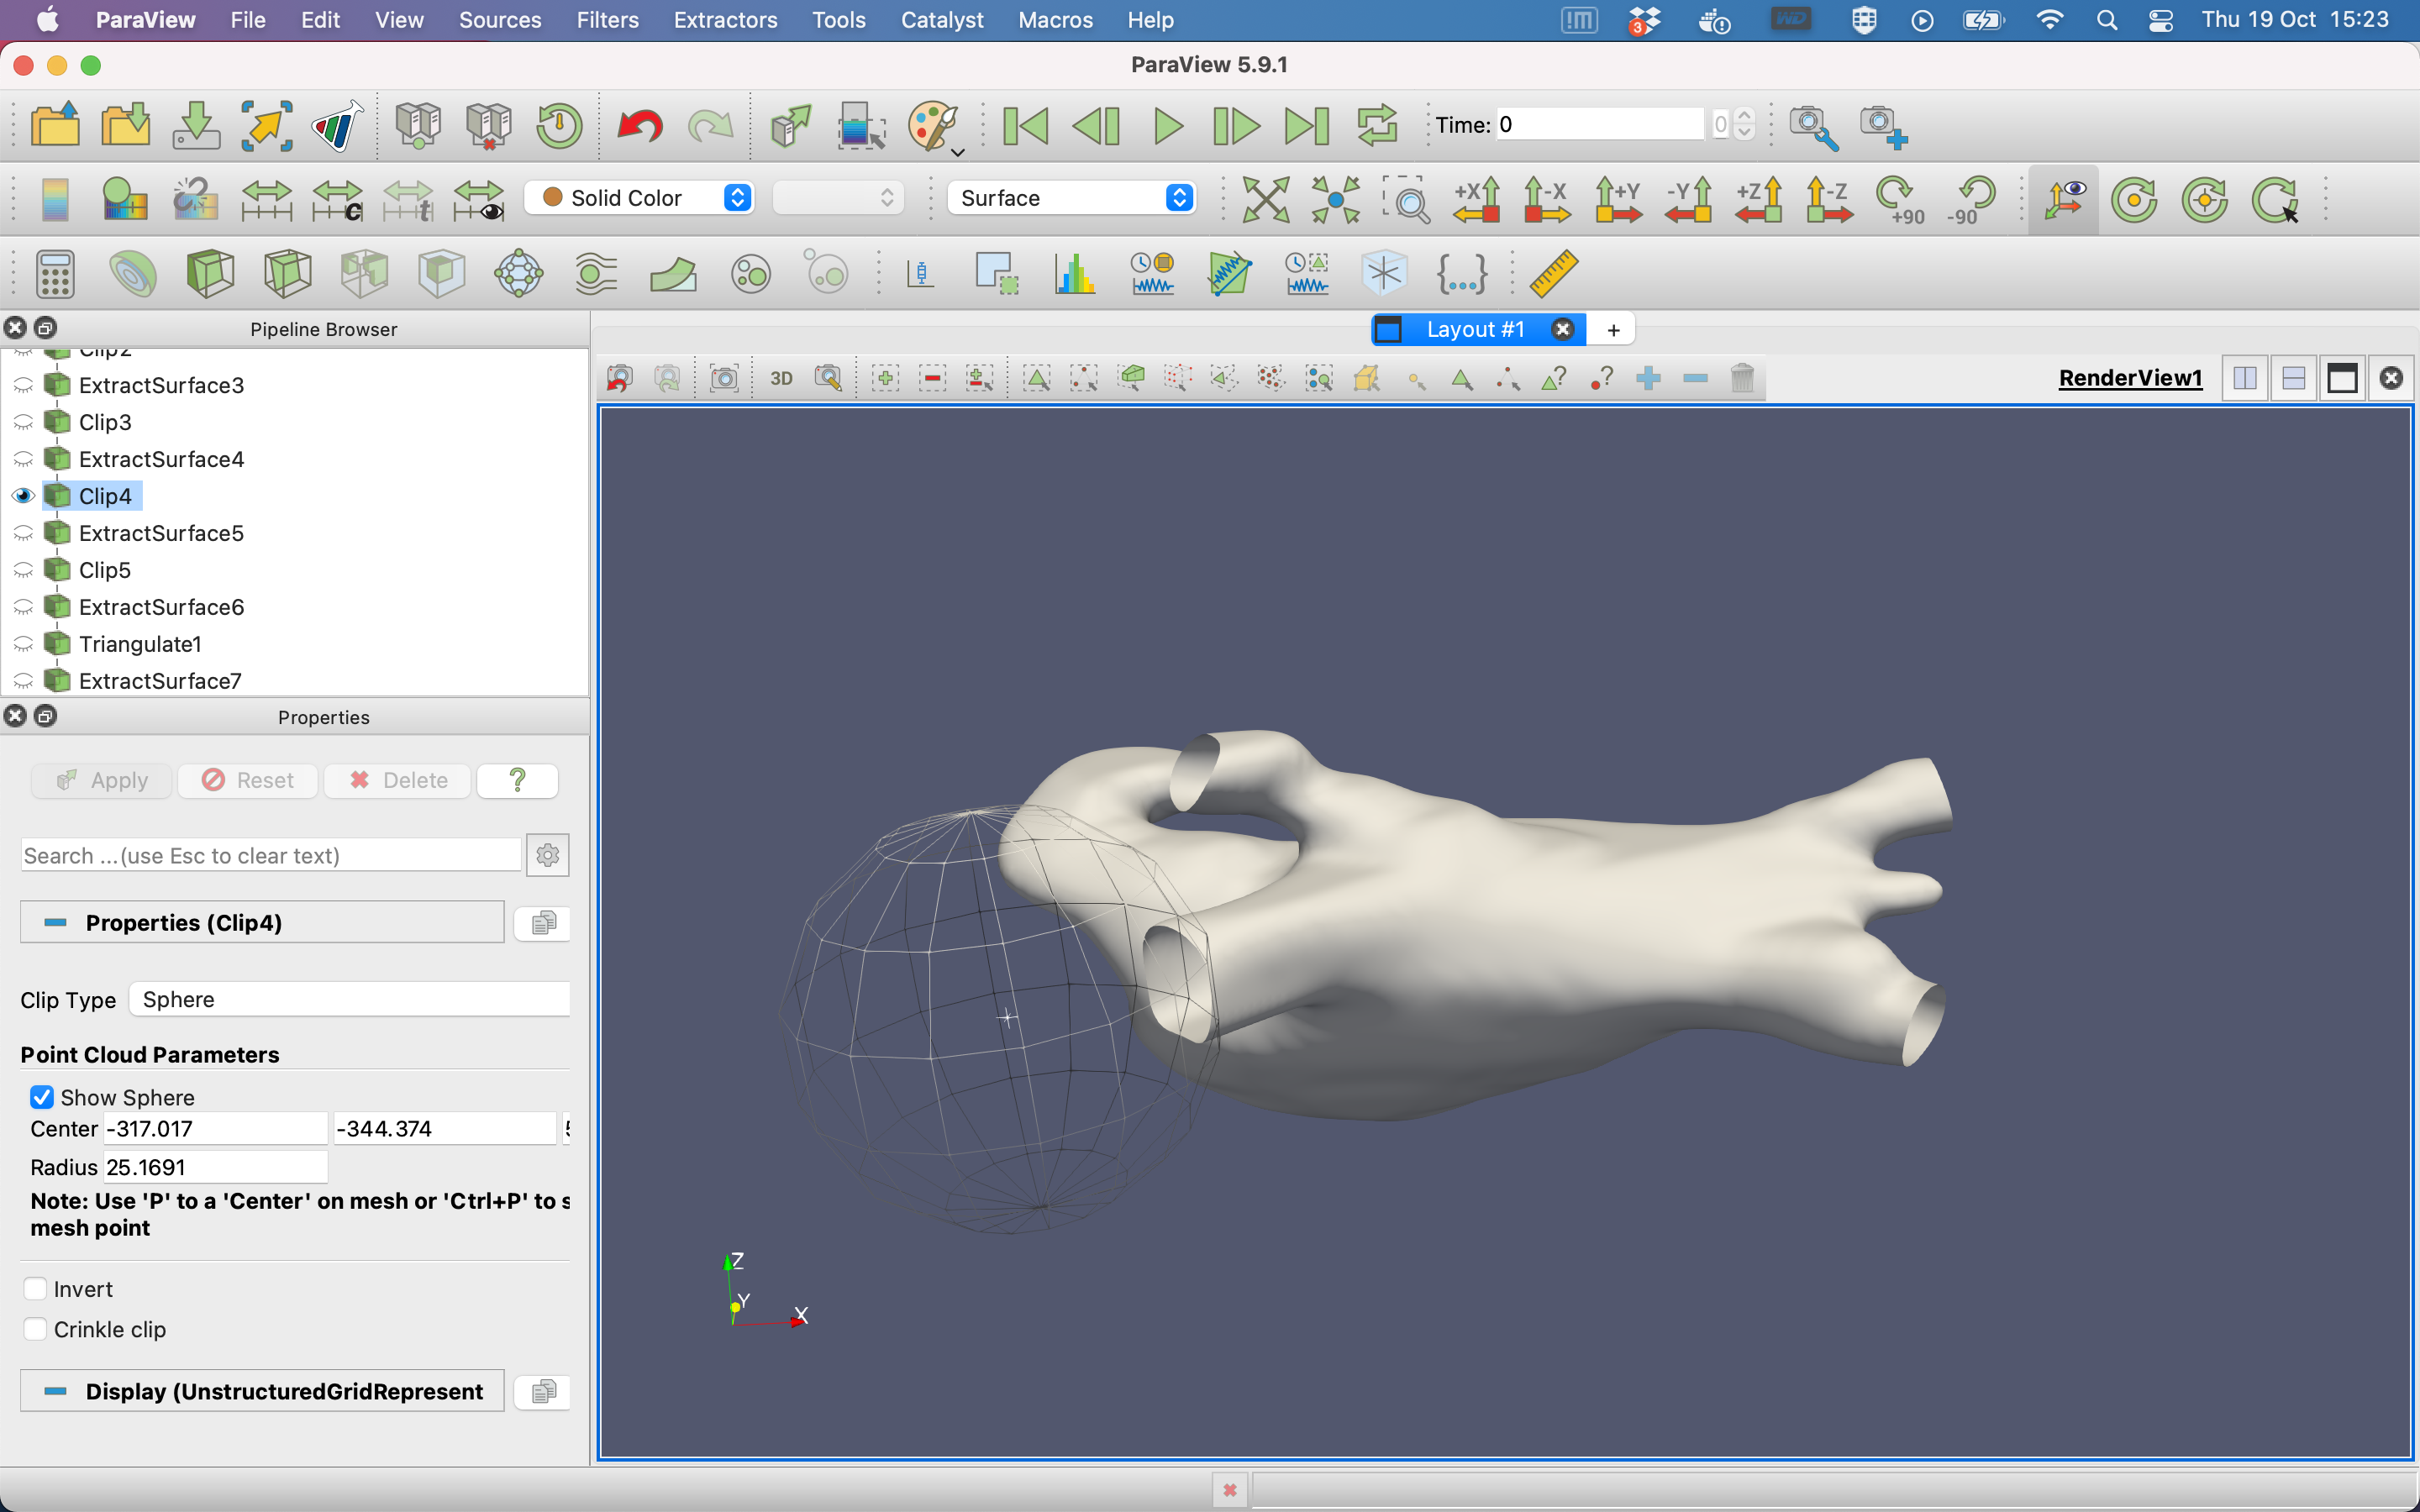 ParaView File Edit View Sources Filters Extractors Tools Catalyst Macros Help 3 WD Thu 19 Oct 15:23
ParaView 5.9.1
Time: 0 0
c t Solid Color Surface +X -X +Y -Y +Z -Z +90 -90
{...}
Pipeline Browser
Layout #1 +
Clip2
3D ? ? RenderView1
ExtractSurface3
Clip3
ExtractSurface4
Clip4
ExtractSurface5
Clip5
ExtractSurface6
Triangulate1
ExtractSurface7
Properties
Apply Reset Delete ?
Search ...(use Esc to clear text)
Properties (Clip4)
Clip Type Sphere
Point Cloud Parameters
Show Sphere
Center -317.017 -344.374
Radius 25.1691
Note: Use 'P' to a 'Center' on mesh or 'Ctrl+P' to s
mesh point
Invert
Crinkle clip
Display (UnstructuredGridRepresent
Z
Y
X